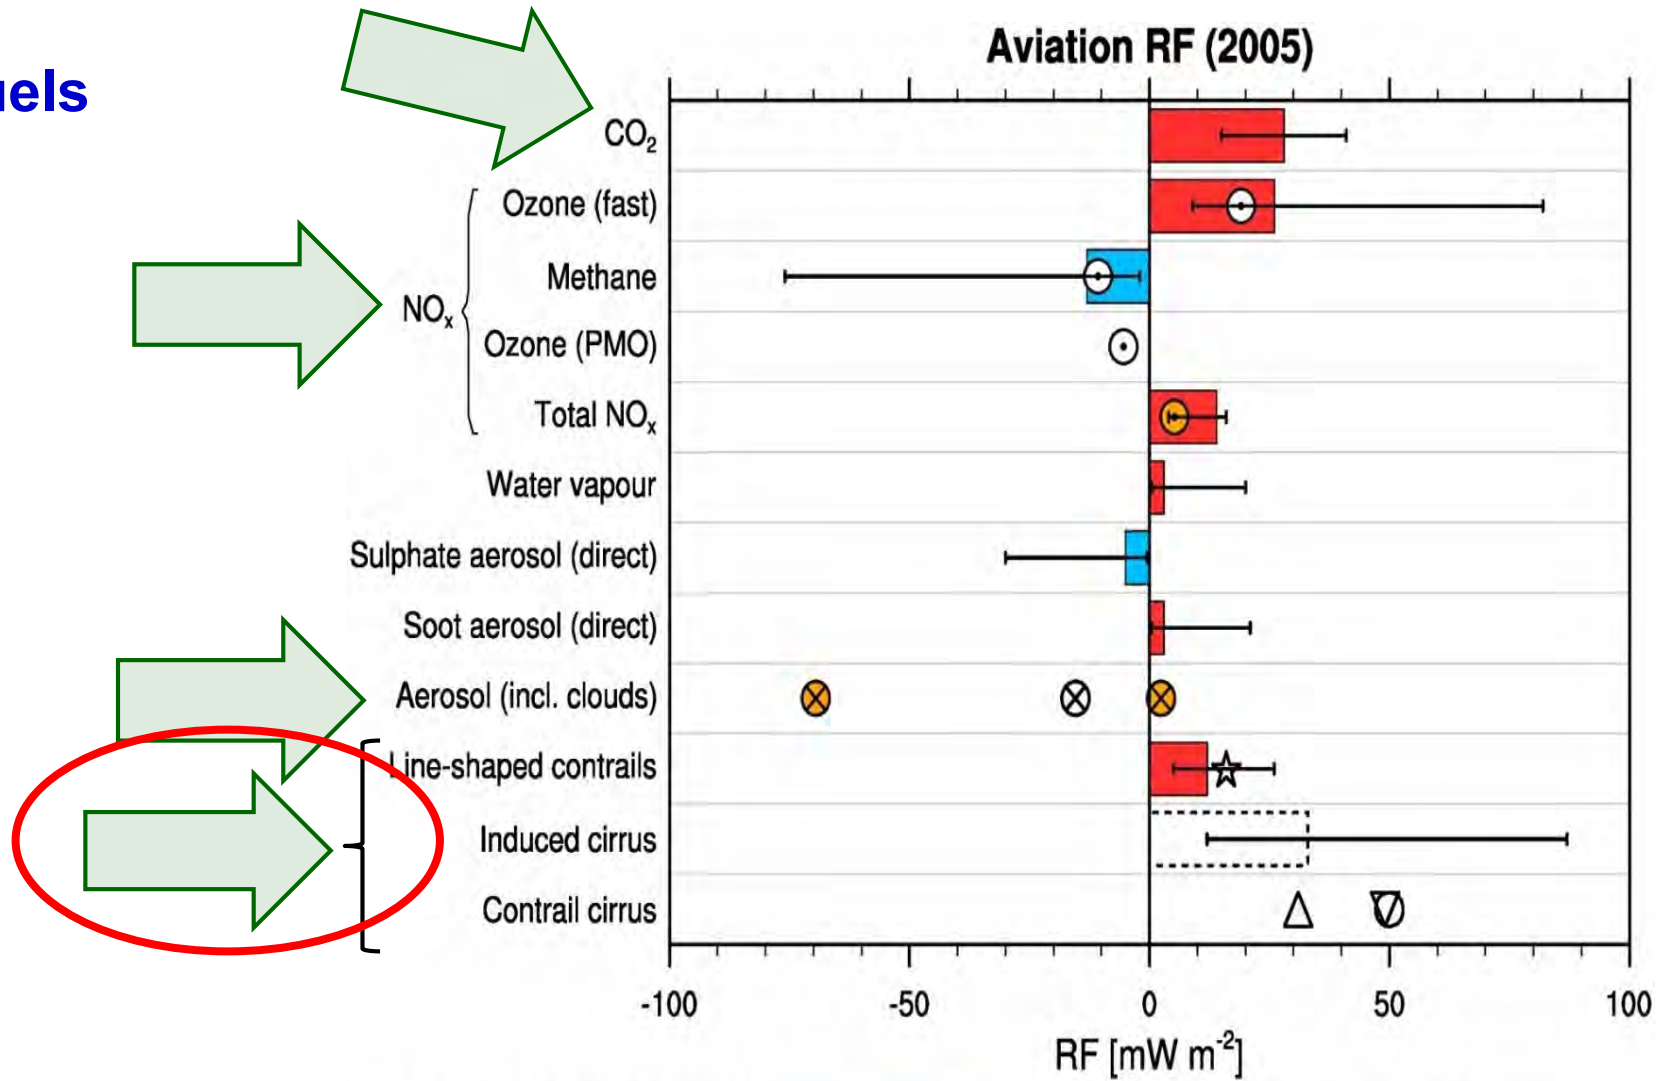 Aviation RF (2005)
CO₂
Ozone (fast)
Methane
NOₓ
Ozone (PMO)
Total NOₓ
Water vapour
Sulphate aerosol (direct)
Soot aerosol (direct)
Aerosol (incl. clouds)
Line-shaped contrails
Induced cirrus
Contrail cirrus
-100 -50 0 50 100
RF [mW m⁻²]